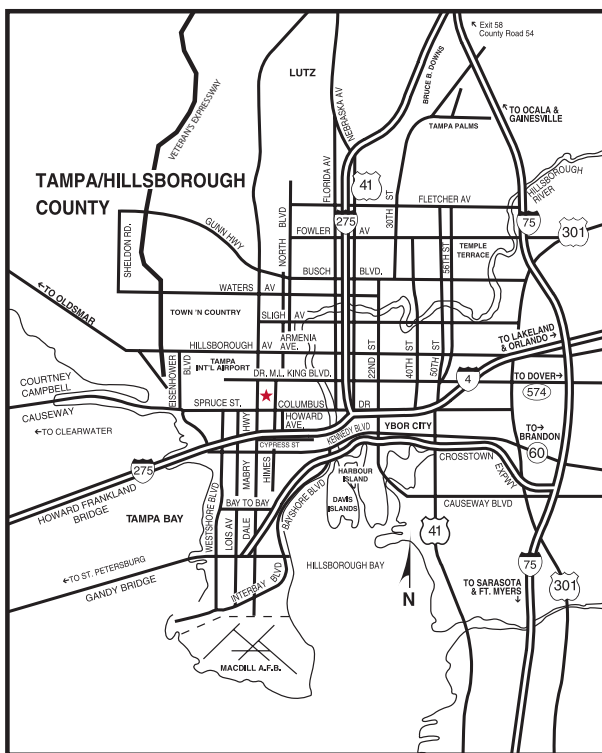 ↖ Exit 58
County Road 54
LUTZ
BRUCE B. DOWNS
VETERAN'S EXPRESSWAY
NEBRASKA AV
←TO OCALA &
GAINESVILLE
TAMPA PALMS
TAMPA/HILLSBOROUGH
COUNTY
41
FLORIDA AV
30TH ST
HILLSBOROUGH
RIVER
FLETCHER AV
SHELDON RD.
GUNN HWY
NORTH BLVD
275
75
301
FOWLER AV
56TH ST
TEMPLE
TERRACE
BUSCH BLVD.
WATERS AV
←TO OLDSMAR
TOWN 'N COUNTRY
SLIGH AV
ARMENIA
AVE.
HILLSBOROUGH AV
TO LAKELAND
& ORLANDO→
TAMPA
INT'L AIRPORT
22ND ST
40TH ST
50TH ST
DR. M.L. KING BLVD.
4
TO DOVER→
574
COURTNEY
CAMPBELL
CAUSEWAY
EISENHOWER BLVD
SPRUCE ST.
COLUMBUS DR
HOWARD
AVE.
←TO CLEARWATER
KENNEDY BLVD
YBOR CITY
TO→
BRANDON
60
CYPRESS ST
CROSSTOWN
EXPWY
275
HOWARD FRANKLAND
BRIDGE
HIMES
DALE MABRY HWY
HARBOUR
ISLAND
DAVIS
ISLANDS
BAY TO BAY
BAYSHORE BLVD
CAUSEWAY BLVD
TAMPA BAY
WESTSHORE BLVD
LOIS AV
41
←TO ST. PETERSBURG
GANDY BRIDGE
HILLSBOROUGH BAY
N
75
301
INTERBAY BLVD
TO SARASOTA
& FT. MYERS
↓
MACDILL A.F.B.